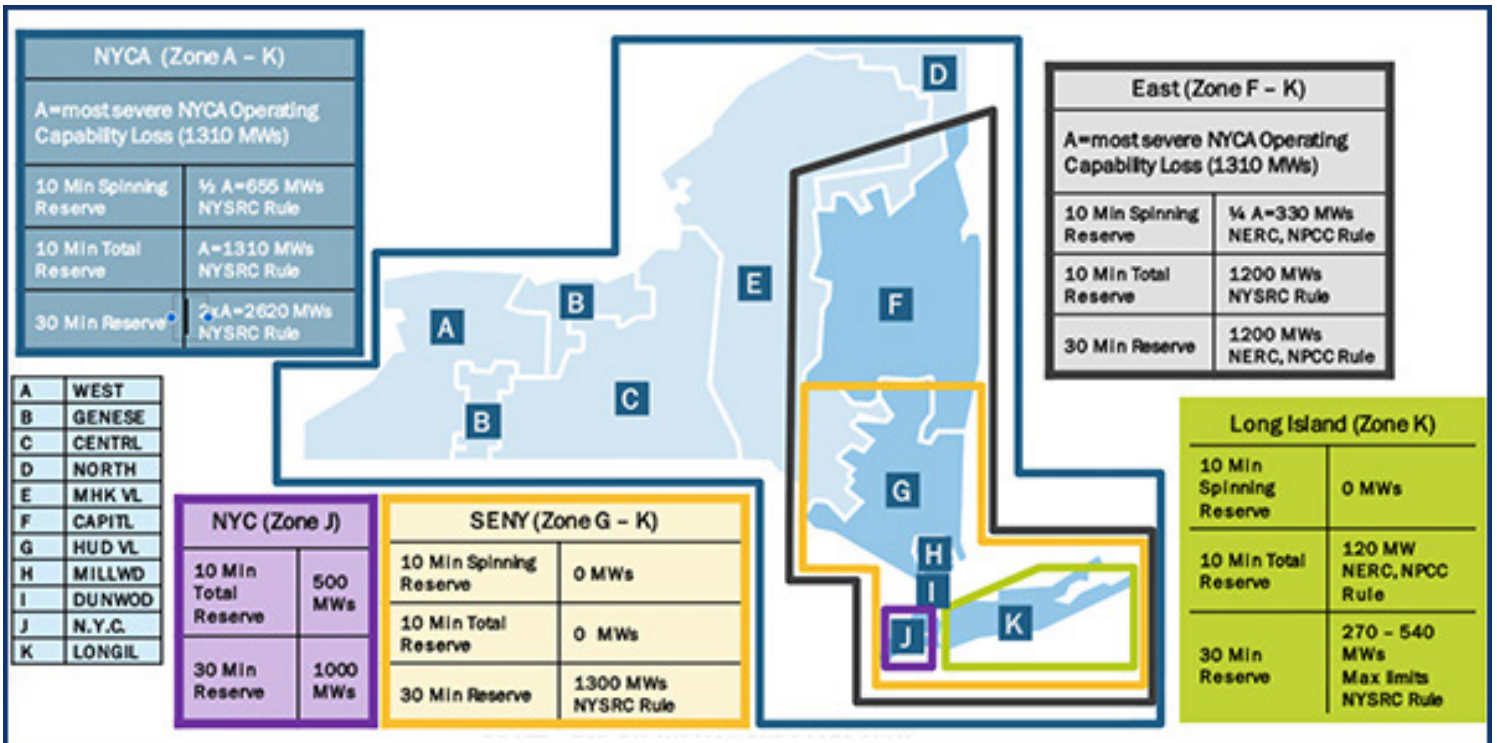 NYCA (Zone A – K)
A=most severe NYCA Operating
Capability Loss (1310 MWs)
10 Min Spinning
Reserve
½ A=655 MWs
NYSRC Rule
10 Min Total
Reserve
A=1310 MWs
NYSRC Rule
30 Min Reserve
2xA=2620 MWs
NYSRC Rule
A WEST
B GENESE
C CENTRL
D NORTH
E MHK VL
F CAPITL
G HUD VL
H MILLWD
I DUNWOD
J N.Y.C.
K LONGIL
NYC (Zone J)
10 Min
Total
Reserve
500
MWs
30 Min
Reserve
1000
MWs
SENY (Zone G – K)
10 Min Spinning
Reserve
0 MWs
10 Min Total
Reserve
0 MWs
30 Min Reserve
1300 MWs
NYSRC Rule
D
E
F
A
B
B
C
G
H
I
J
K
East (Zone F – K)
A=most severe NYCA Operating
Capability Loss (1310 MWs)
10 Min Spinning
Reserve
¼ A=330 MWs
NERC, NPCC Rule
10 Min Total
Reserve
1200 MWs
NYSRC Rule
30 Min Reserve
1200 MWs
NERC, NPCC Rule
Long Island (Zone K)
10 Min
Spinning
Reserve
0 MWs
10 Min Total
Reserve
120 MW
NERC, NPCC
Rule
30 Min
Reserve
270 – 540
MWs
Max limits
NYSRC Rule